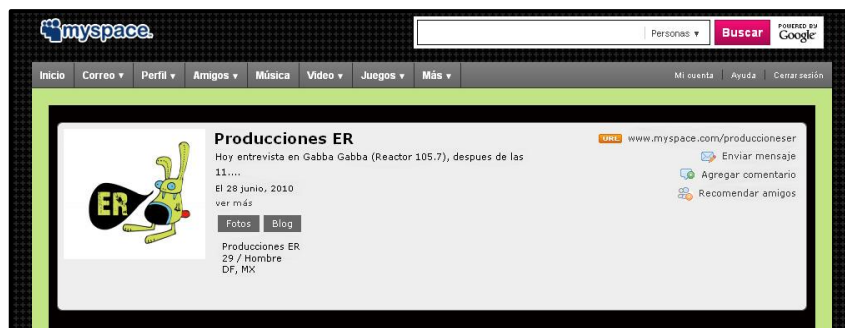 myspace.
Personas
Buscar
POWERED BY
Google
Inicio Correo Perfil Amigos Música Video Juegos Más Mi cuenta Ayuda Cerrar sesión
Producciones ER
Hoy entrevista en Gabba Gabba (Reactor 105.7), despues de las
11....
El 28 junio, 2010
ver más
Fotos Blog
Producciones ER
29 / Hombre
DF, MX
ER
URL www.myspace.com/produccioneser
Enviar mensaje
Agregar comentario
Recomendar amigos